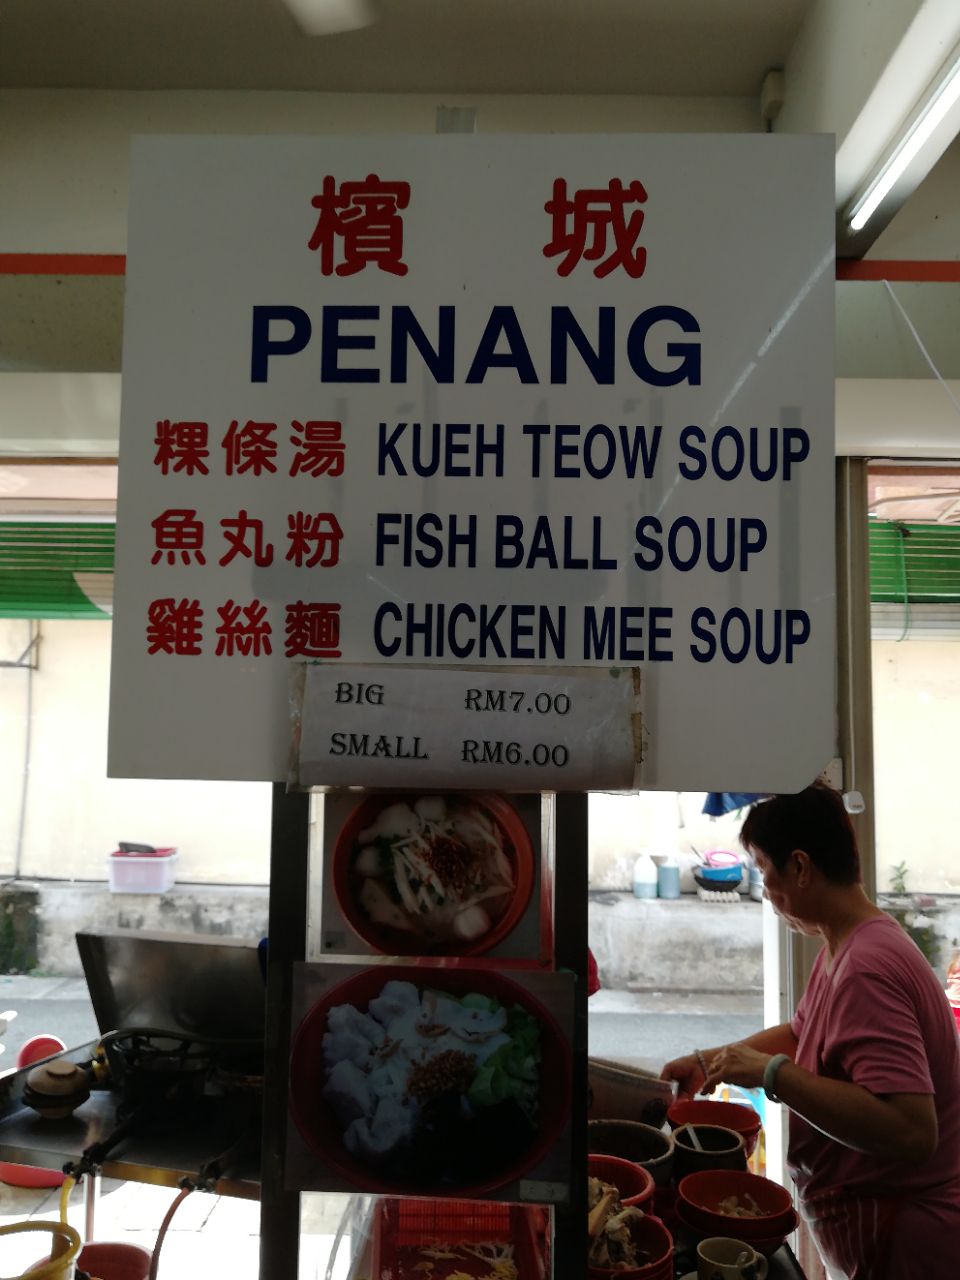 檳城
PENANG
粿條湯 KUEH TEOW SOUP
魚丸粉 FISH BALL SOUP
雞絲麵 CHICKEN MEE SOUP
BIG RM7.00
SMALL RM6.00